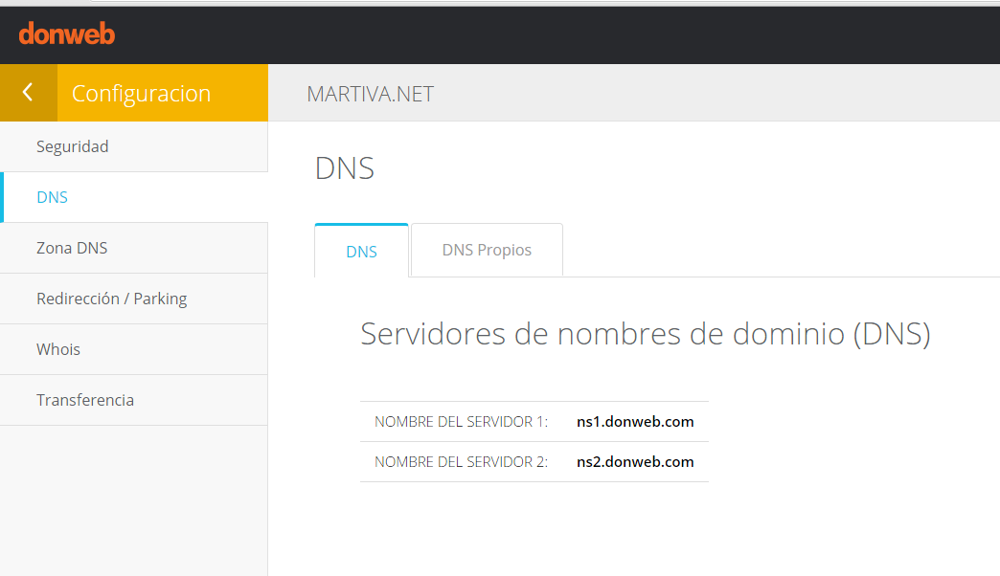 donweb
Configuracion
MARTIVA.NET
Seguridad
DNS
Zona DNS
Redirección / Parking
Whois
Transferencia
DNS
DNS
DNS Propios
Servidores de nombres de dominio (DNS)
NOMBRE DEL SERVIDOR 1: ns1.donweb.com
NOMBRE DEL SERVIDOR 2: ns2.donweb.com